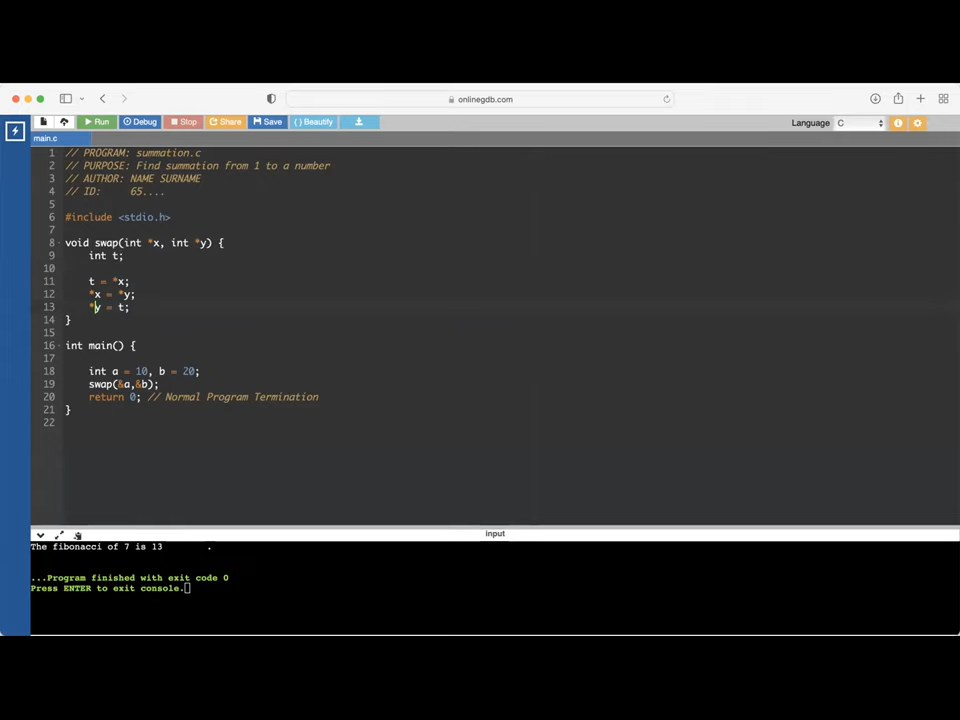 onlinegdb.com
Run Debug Stop Share Save { } Beautify Language C
main.c
1 // PROGRAM: summation.c
2 // PURPOSE: Find summation from 1 to a number
3 // AUTHOR: NAME SURNAME
4 // ID: 65....
5
6 #include <stdio.h>
7
8 void swap(int *x, int *y) {
9 int t;
10
11 t = *x;
12 *x = *y;
13 *y = t;
14 }
15
16 int main() {
17
18 int a = 10, b = 20;
19 swap(&a,&b);
20 return 0; // Normal Program Termination
21 }
22
input
The fibonacci of 7 is 13 .
...Program finished with exit code 0
Press ENTER to exit console.